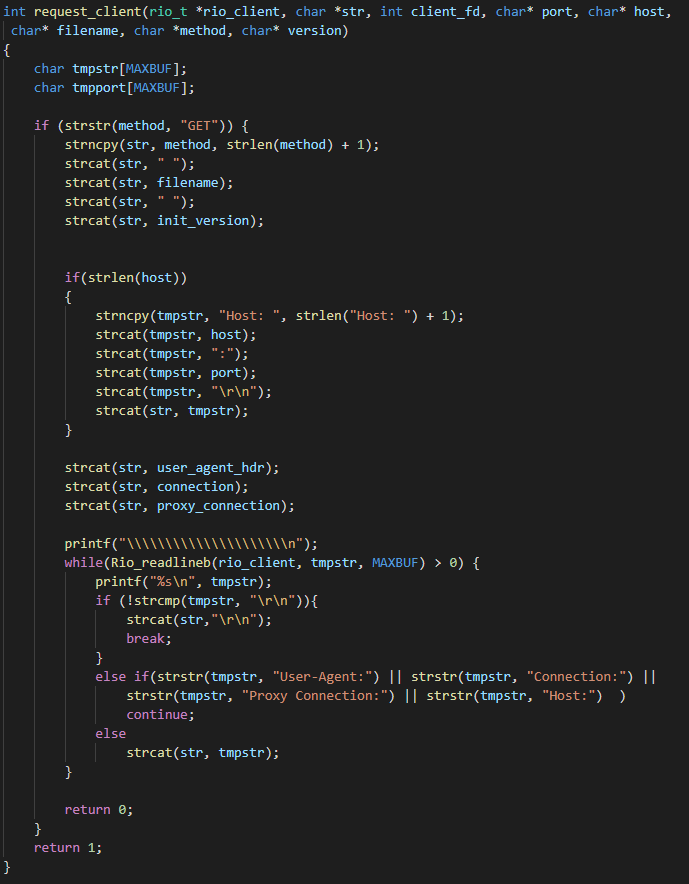 int request_client(rio_t *rio_client, char *str, int client_fd, char* port, char* host,
char* filename, char *method, char* version)
{
char tmpstr[MAXBUF];
char tmpport[MAXBUF];
if (strstr(method, "GET")) {
strncpy(str, method, strlen(method) + 1);
strcat(str, " ");
strcat(str, filename);
strcat(str, " ");
strcat(str, init_version);
if(strlen(host))
{
strncpy(tmpstr, "Host: ", strlen("Host: ") + 1);
strcat(tmpstr, host);
strcat(tmpstr, ":");
strcat(tmpstr, port);
strcat(tmpstr, "\r\n");
strcat(str, tmpstr);
}
strcat(str, user_agent_hdr);
strcat(str, connection);
strcat(str, proxy_connection);
printf("\\\\\\\\\\\\\\\\\\\\\n");
while(Rio_readlineb(rio_client, tmpstr, MAXBUF) > 0) {
printf("%s\n", tmpstr);
if (!strcmp(tmpstr, "\r\n")){
strcat(str,"\r\n");
break;
}
else if(strstr(tmpstr, "User-Agent:") || strstr(tmpstr, "Connection:") ||
strstr(tmpstr, "Proxy Connection:") || strstr(tmpstr, "Host:")  )
continue;
else
strcat(str, tmpstr);
}
return 0;
}
return 1;
}